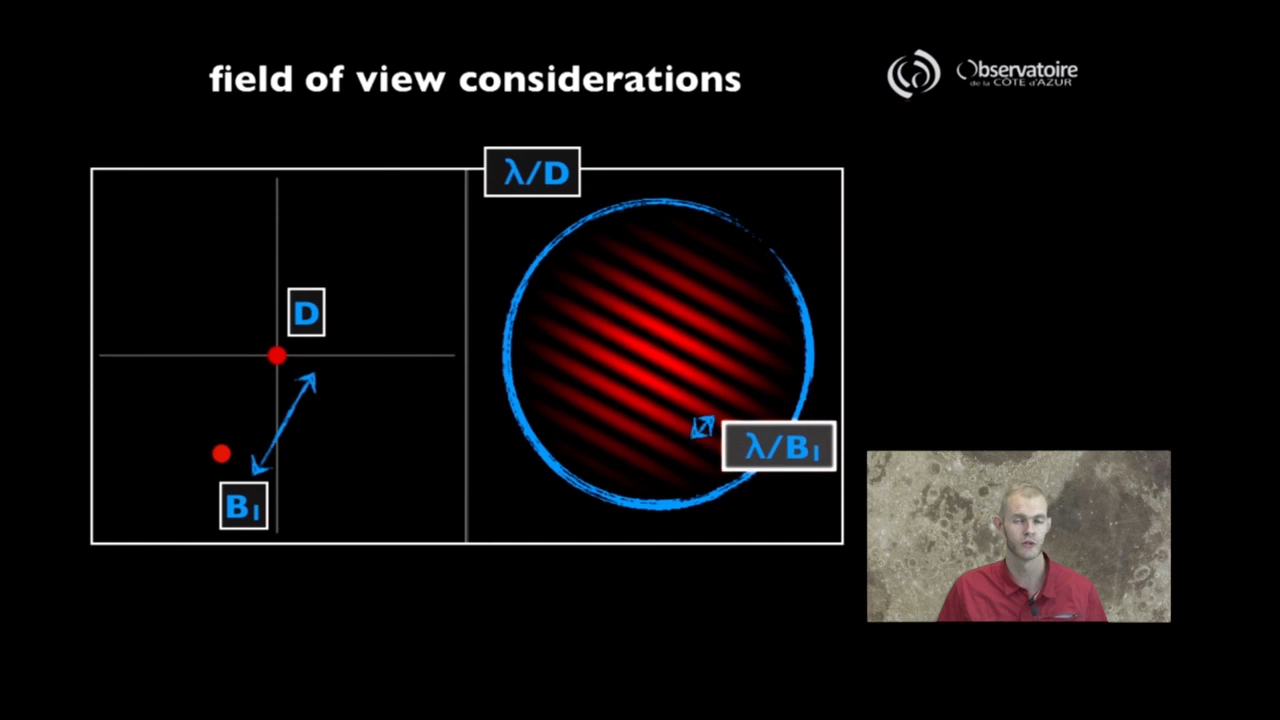 field of view considerations
Observatoire
de la CÔTE d'AZUR
λ/D
D
λ/B₁
B₁